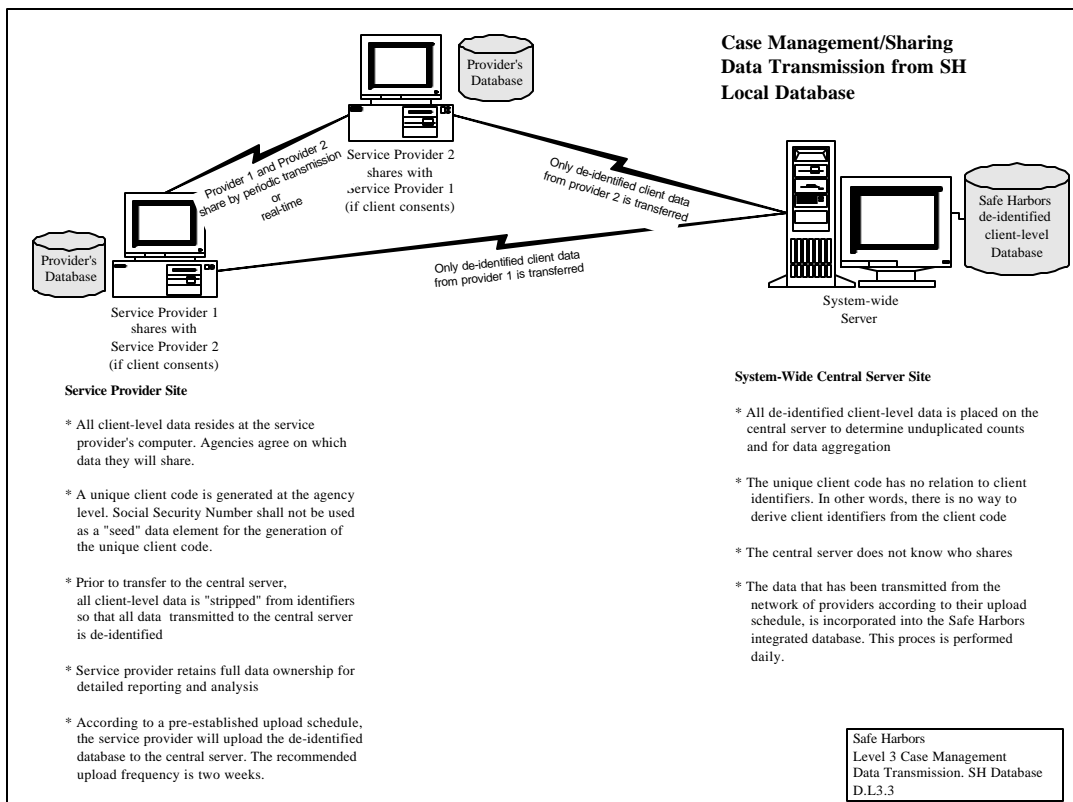 Case Management/Sharing
Data Transmission from SH
Local Database
Provider's
Database
Service Provider 2
shares with
Service Provider 1
(if client consents)
Provider 1 and Provider 2
share by periodic transmission
or
real-time
Only de-identified client data
from provider 2 is transferred
Safe Harbors
de-identified
client-level
Database
Provider's
Database
Only de-identified client data
from provider 1 is transferred
System-wide
Server
Service Provider 1
shares with
Service Provider 2
(if client consents)
Service Provider Site
* All client-level data resides at the service
provider's computer. Agencies agree on which
data they will share.
* A unique client code is generated at the agency
level. Social Security Number shall not be used
as a "seed" data element for the generation of
the unique client code.
* Prior to transfer to the central server,
all client-level data is "stripped" from identifiers
so that all data transmitted to the central server
is de-identified
* Service provider retains full data ownership for
detailed reporting and analysis
* According to a pre-established upload schedule,
the service provider will upload the de-identified
database to the central server. The recommended
upload frequency is two weeks.
System-Wide Central Server Site
* All de-identified client-level data is placed on the
central server to determine unduplicated counts
and for data aggregation
* The unique client code has no relation to client
identifiers. In other words, there is no way to
derive client identifiers from the client code
* The central server does not know who shares
* The data that has been transmitted from the
network of providers according to their upload
schedule, is incorporated into the Safe Harbors
integrated database. This proces is performed
daily.
Safe Harbors
Level 3 Case Management
Data Transmission. SH Database
D.L3.3